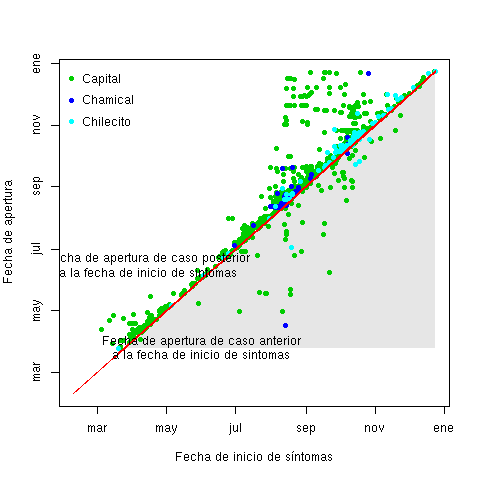 Capital
Chamical
Chilecito
cha de apertura de caso posterior
a la fecha de inicio de sintomas
Fecha de apertura de caso anterior
a la fecha de inicio de sintomas
Fecha de apertura
ene
nov
sep
jul
may
mar
mar
may
jul
sep
nov
ene
Fecha de inicio de síntomas